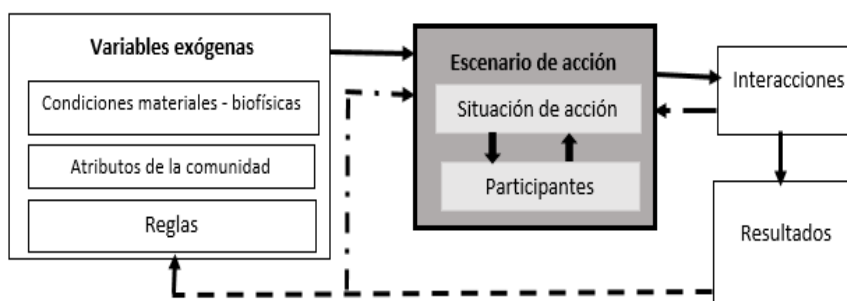 Variables exógenas
Condiciones materiales - biofísicas
Atributos de la comunidad
Reglas
Escenario de acción
Situación de acción
Participantes
Interacciones
Resultados